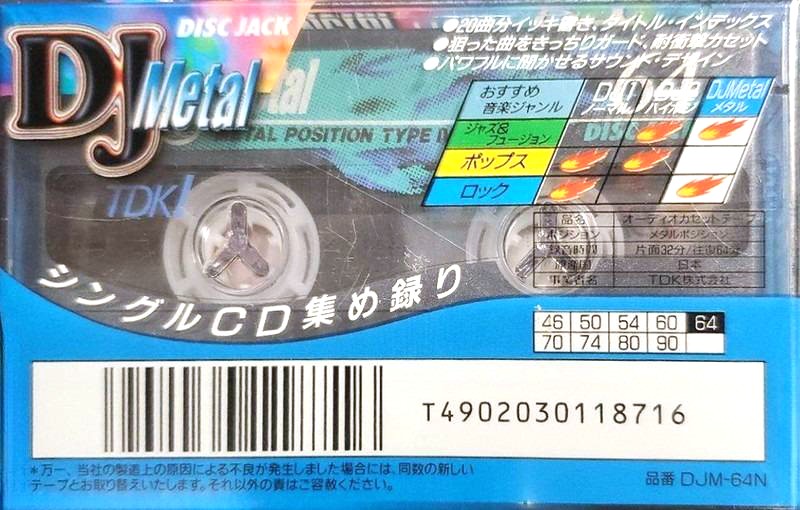 DISC JACK
DJ Metal
METAL POSITION TYPE IV
TDK
●20曲分イッキ書き、タイトル・インデックス
●狙った曲をきっちりガード、耐衝撃カセット
●パワフルに聞かせるサウンド・デザイン
おすすめ 音楽ジャンル
DJ1 ノーマル
DJ2 ハイポジ
DJMetal メタル
ジャズ&フュージョン
ポップス
ロック
品名 オーディオカセットテープ
ポジション メタルポジション
録音時間 片面32分/往復64分
原産国 日本
事業者名 TDK株式会社
シングルCD集め録り
46 50 54 60 64
70 74 80 90
T4902030118716
*万一、当社の製造上の原因による不良が発生しました場合には、同数の新しい
テープとお取り替えいたします。それ以外の責はご容赦ください。
品番 DJM-64N